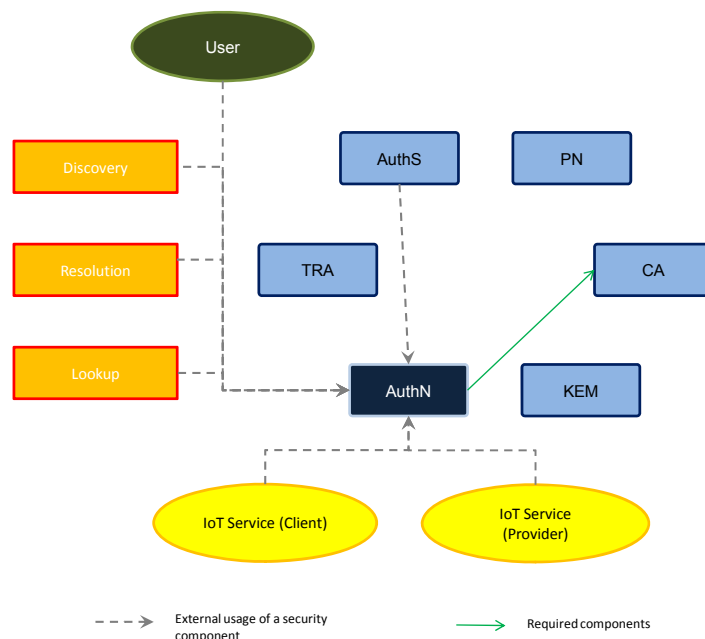 User
AuthS
PN
Discovery
TRA
CA
Resolution
Lookup
AuthN
KEM
IoT Service (Client)
IoT Service
(Provider)
External usage of a security
component
Required components